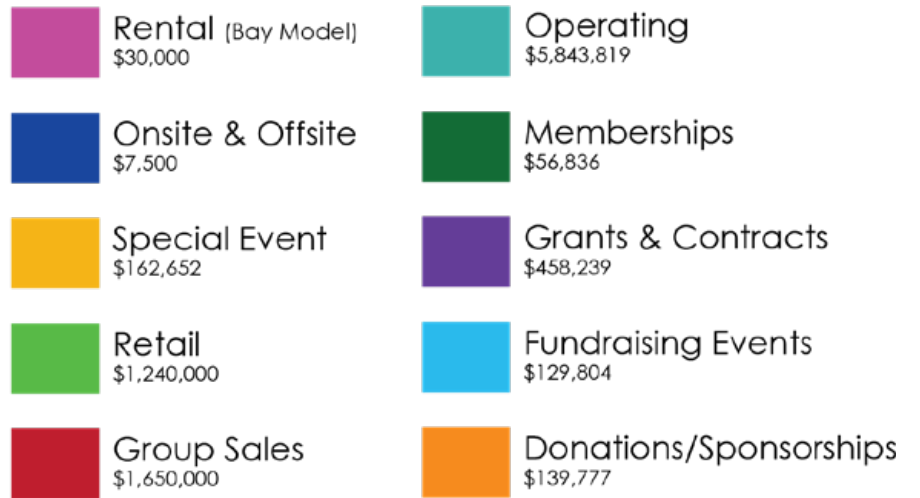 Rental (Bay Model)
$30,000
Onsite & Offsite
$7,500
Special Event
$162,652
Retail
$1,240,000
Group Sales
$1,650,000
Operating
$5,843,819
Memberships
$56,836
Grants & Contracts
$458,239
Fundraising Events
$129,804
Donations/Sponsorships
$139,777